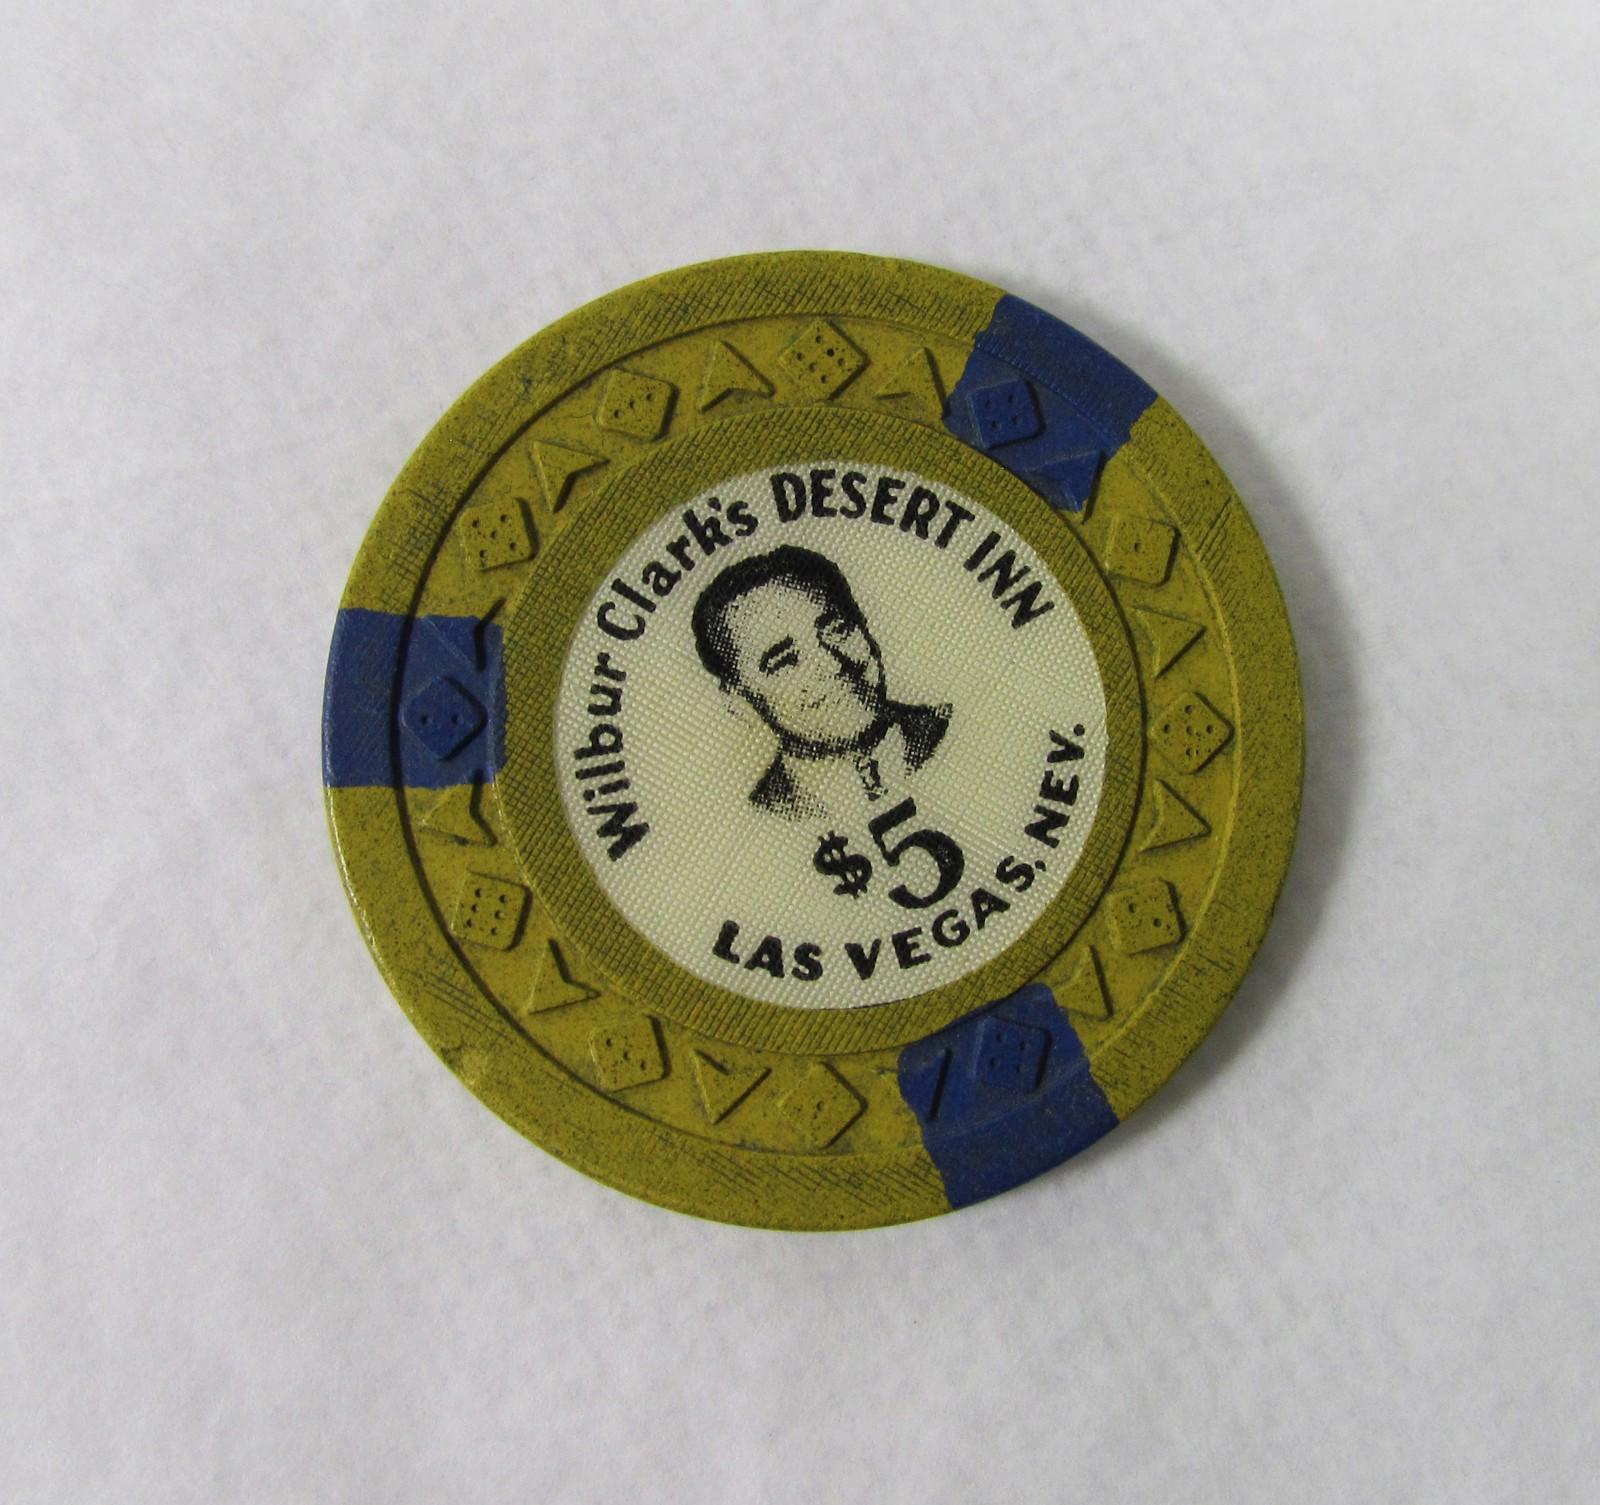 Wilbur Clark's DESERT INN
$5
LAS VEGAS, NEV.